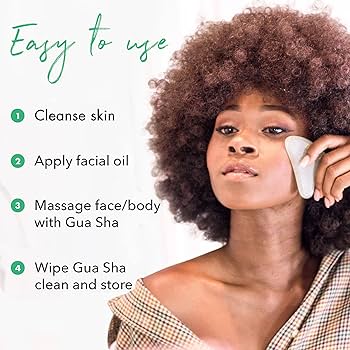 Easy to use
1 Cleanse skin
2 Apply facial oil
3 Massage face/body
with Gua Sha
4 Wipe Gua Sha
clean and store